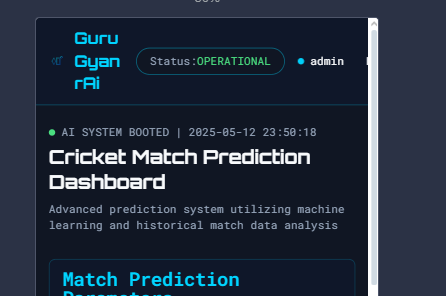 Guru
Gyan
rAi
Status:OPERATIONAL
admin
AI SYSTEM BOOTED | 2025-05-12 23:50:18
Cricket Match Prediction
Dashboard
Advanced prediction system utilizing machine
learning and historical match data analysis
Match Prediction
Parameters